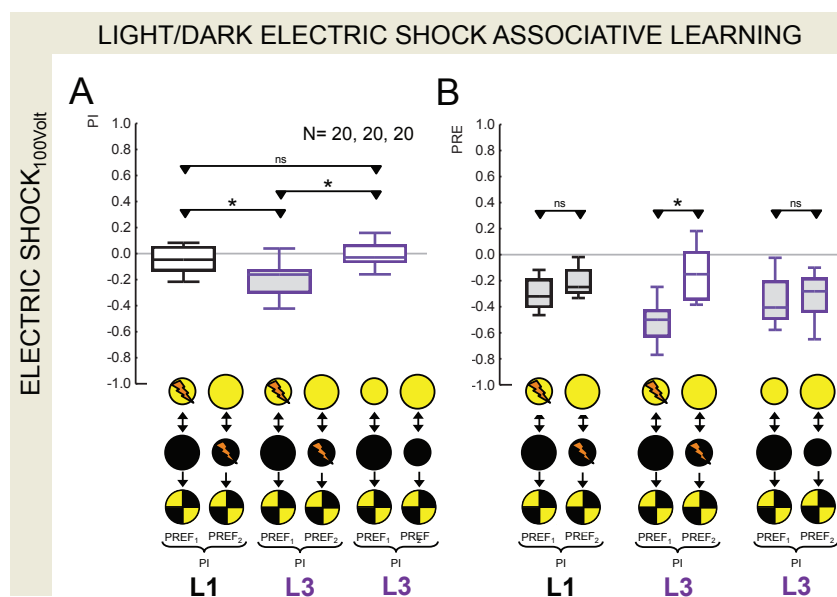 LIGHT/DARK ELECTRIC SHOCK ASSOCIATIVE LEARNING
ELECTRIC SHOCK100Volt
A
PI
N= 20, 20, 20
1.0
0.8
0.6
0.4
0.2
0.0
-0.2
-0.4
-0.6
-0.8
-1.0
ns
*
*
PREF1 PREF2 PREF1 PREF2 PREF1 PREF2
PI PI PI
L1 L3 L3
B
PRE
1.0
0.8
0.6
0.4
0.2
0.0
-0.2
-0.4
-0.6
-0.8
-1.0
ns * ns
PREF1 PREF2 PREF1 PREF2 PREF1 PREF2
PI PI PI
L1 L3 L3